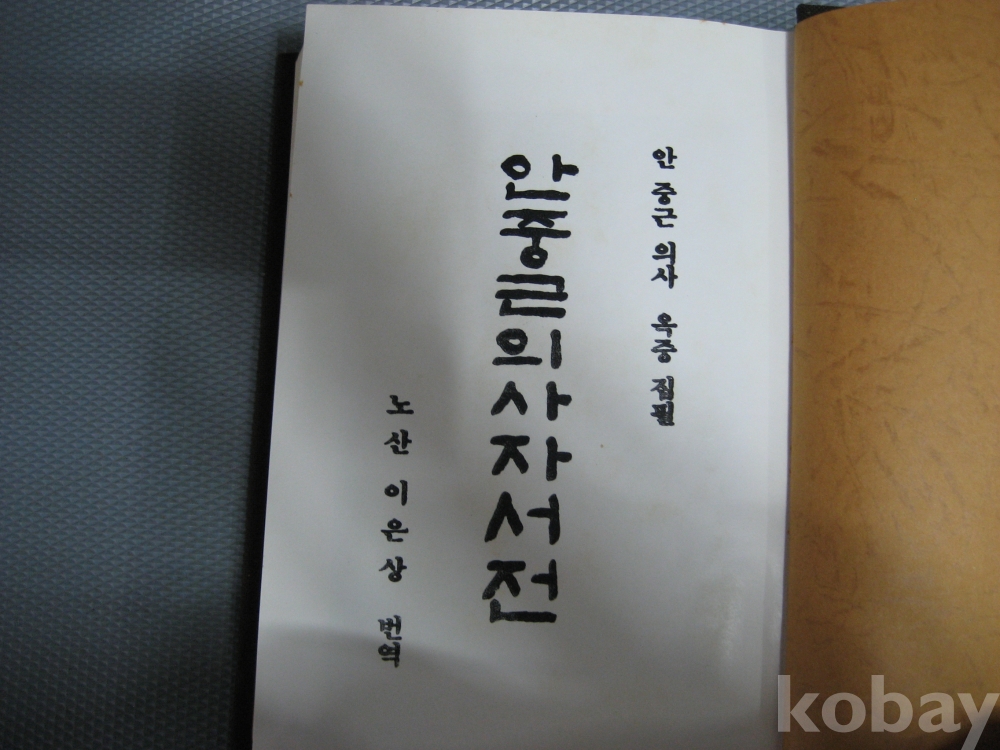 안중근 의사 옥중 집필
안중근의사자서전
노산 이은상 번역
kobay